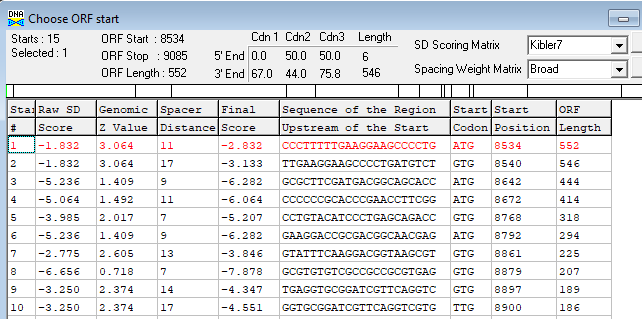 DNA Choose ORF start
Starts : 15 ORF Start : 8534 Cdn 1 Cdn2 Cdn3 Length SD Scoring Matrix Kibler7
Selected : 1 ORF Stop : 9085 5' End 0.0 50.0 50.0 6
ORF Length : 552 3' End 67.0 44.0 75.8 546 Spacing Weight Matrix Broad
Star Raw SD Genomic Spacer Final Sequence of the Region Start Start ORF
# Score Z Value Distance Score Upstream of the Start Codon Position Length
1 -1.832 3.064 11 -2.832 CCCTTTTTGAAGGAAGCCCCTG ATG 8534 552
2 -1.832 3.064 17 -3.133 TTGAAGGAAGCCCCTGATGTCT GTG 8540 546
3 -5.236 1.409 9 -6.282 GCGCTTCGATGACGGCAGCACC GTG 8642 444
4 -5.064 1.492 11 -6.064 CCCCCCGCACCCGAACCTTCGG ATG 8672 414
5 -3.985 2.017 7 -5.207 CCTGTACATCCCTGAGCAGACC GTG 8768 318
6 -5.236 1.409 9 -6.282 GAAGGACCGCGACGGCAACGAG ATG 8792 294
7 -2.775 2.605 13 -3.846 GTATTTCAAGGACGGTAAGCGT GTG 8861 225
8 -6.656 0.718 7 -7.878 GCGTGTGTCGCCGCCGCGTGAG GTG 8879 207
9 -3.250 2.374 14 -4.347 TGAGGTGCGGATCGTTCAGGTC GTG 8897 189
10 -3.250 2.374 17 -4.551 GGTGCGGATCGTTCAGGTCGTG TTG 8900 186